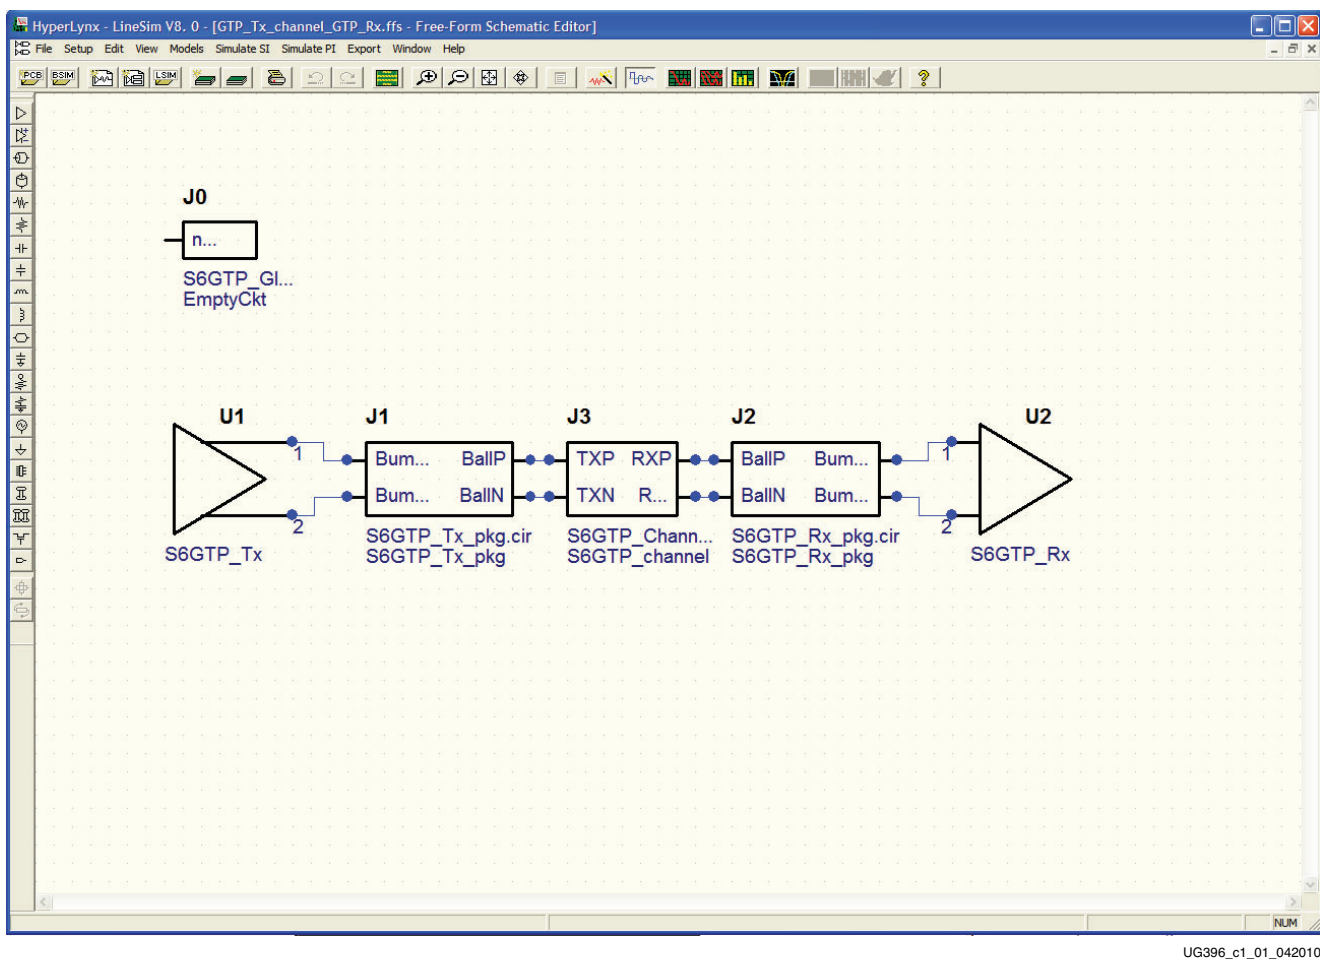 HyperLynx - LineSim V8. 0 - [GTP_Tx_channel_GTP_Rx.ffs - Free-Form Schematic Editor]
File Setup Edit View Models Simulate SI Simulate PI Export Window Help
PCB BSIM LSIM
J0
n...
S6GTP_Gl...
EmptyCkt
U1 J1 J3 J2 U2
1 Bum... BallP TXP RXP BallP Bum... 1
2 Bum... BallN TXN R... BallN Bum... 2
S6GTP_Tx S6GTP_Tx_pkg.cir S6GTP_Chann... S6GTP_Rx_pkg.cir S6GTP_Rx
S6GTP_Tx_pkg S6GTP_channel S6GTP_Rx_pkg
NUM
UG396_c1_01_042010